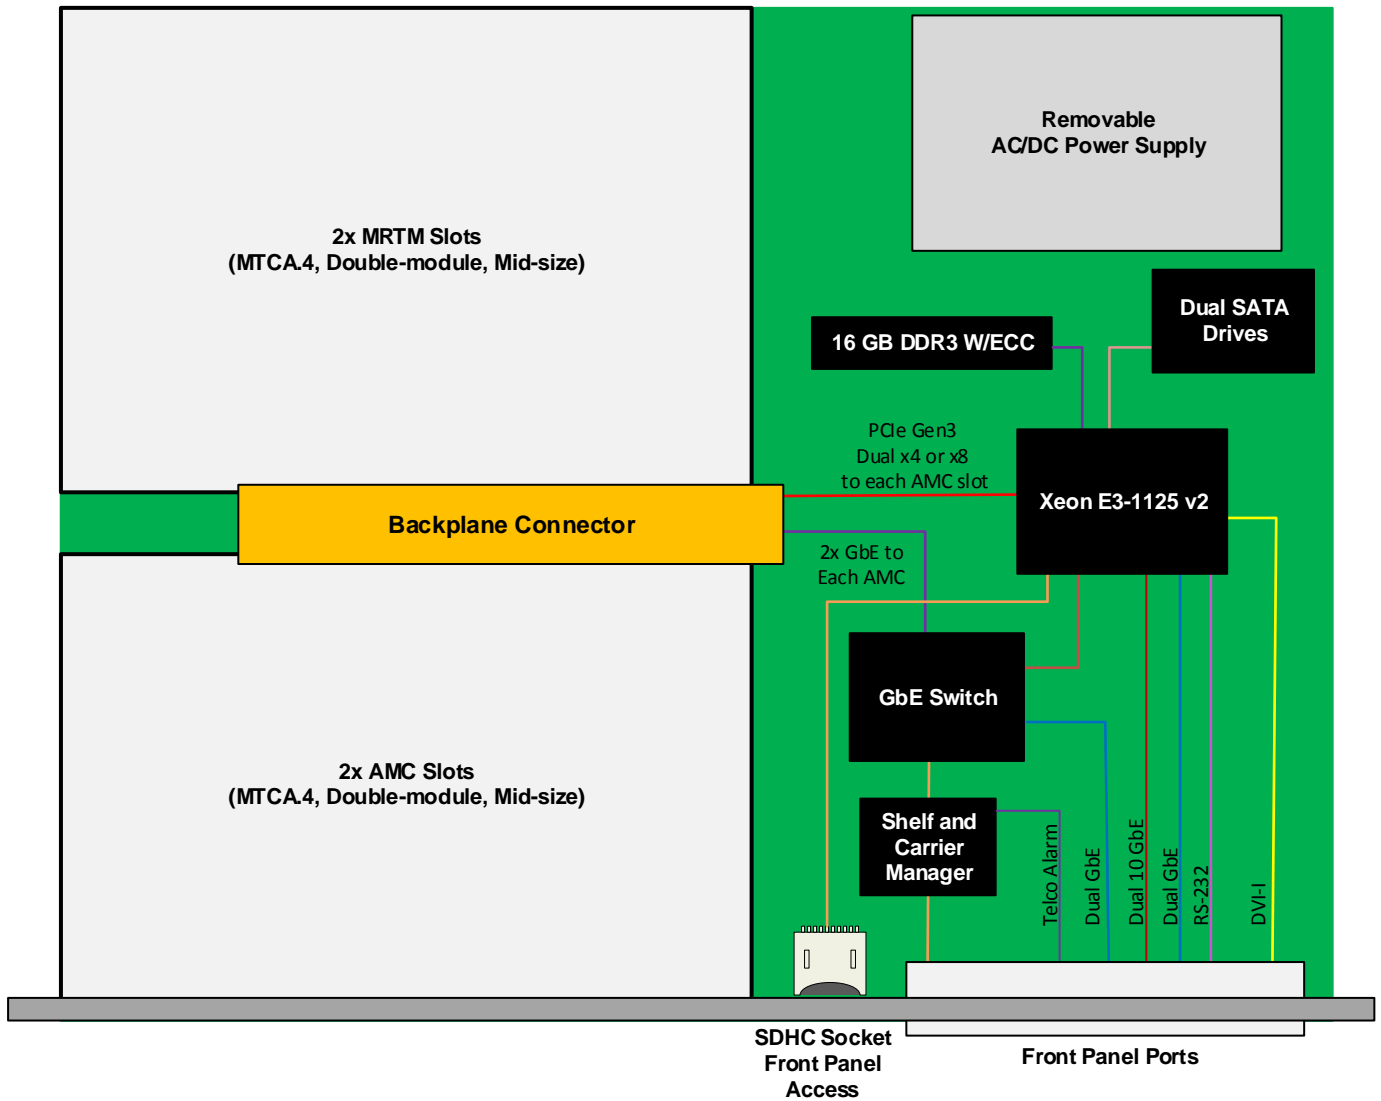 Removable
AC/DC Power Supply
2x MRTM Slots
(MTCA.4, Double-module, Mid-size)
Dual SATA
Drives
16 GB DDR3 W/ECC
PCIe Gen3
Dual x4 or x8
to each AMC slot
Xeon E3-1125 v2
Backplane Connector
2x GbE to
Each AMC
GbE Switch
2x AMC Slots
(MTCA.4, Double-module, Mid-size)
Shelf and
Carrier
Manager
Telco Alarm
Dual GbE
Dual 10 GbE
Dual GbE
RS-232
DVI-I
SDHC Socket
Front Panel
Access
Front Panel Ports